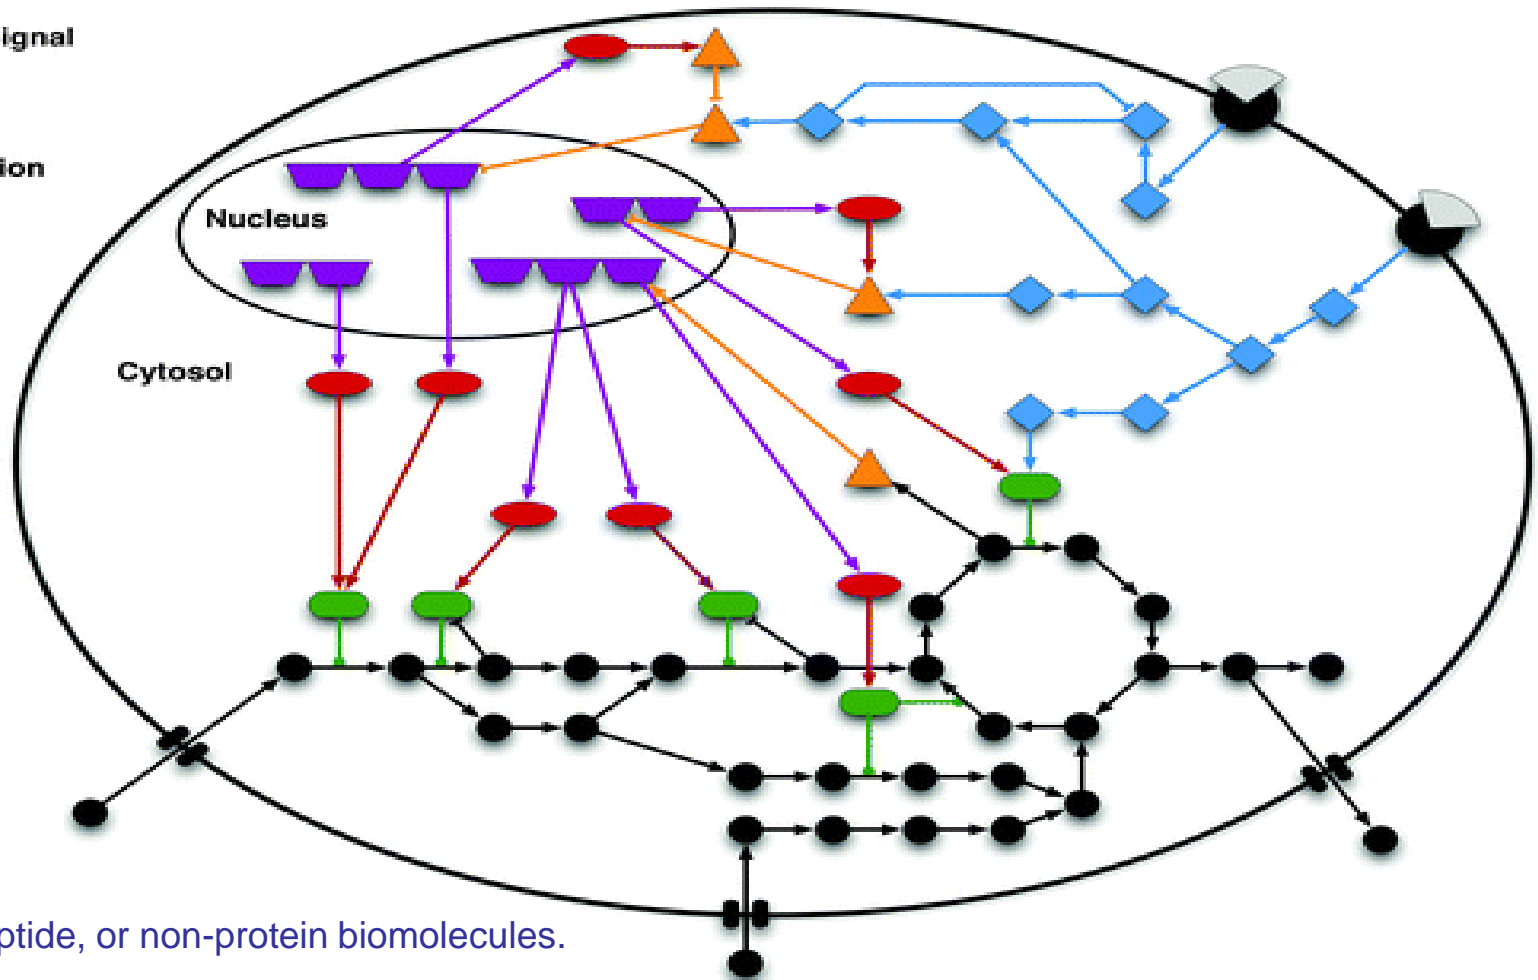 ignal
ion
Nucleus
Cytosol
ptide, or non-protein biomolecules.